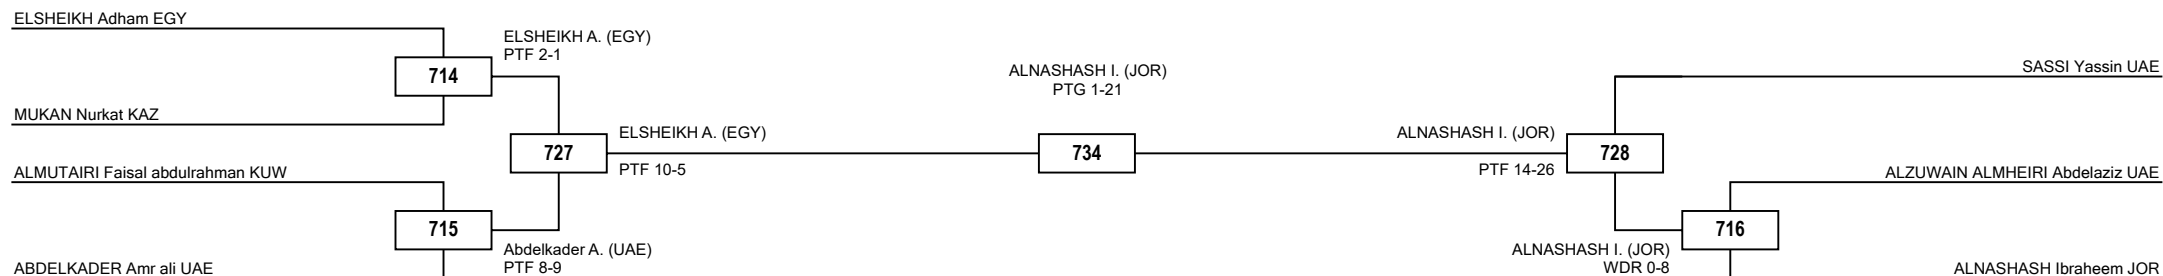 ELSHEIKH Adham EGY
ELSHEIKH A. (EGY)
PTF 2-1
714
MUKAN Nurkat KAZ
ELSHEIKH A. (EGY)
PTF 10-5
727
ALMUTAIRI Faisal abdulrahman KUW
715
Abdelkader A. (UAE)
PTF 8-9
ABDELKADER Amr ali UAE
ALNASHASH I. (JOR)
PTG 1-21
734
SASSI Yassin UAE
ALNASHASH I. (JOR)
PTF 14-26
728
ALZUWAIN ALMHEIRI Abdelaziz UAE
716
ALNASHASH I. (JOR)
WDR 0-8
ALNASHASH Ibraheem JOR